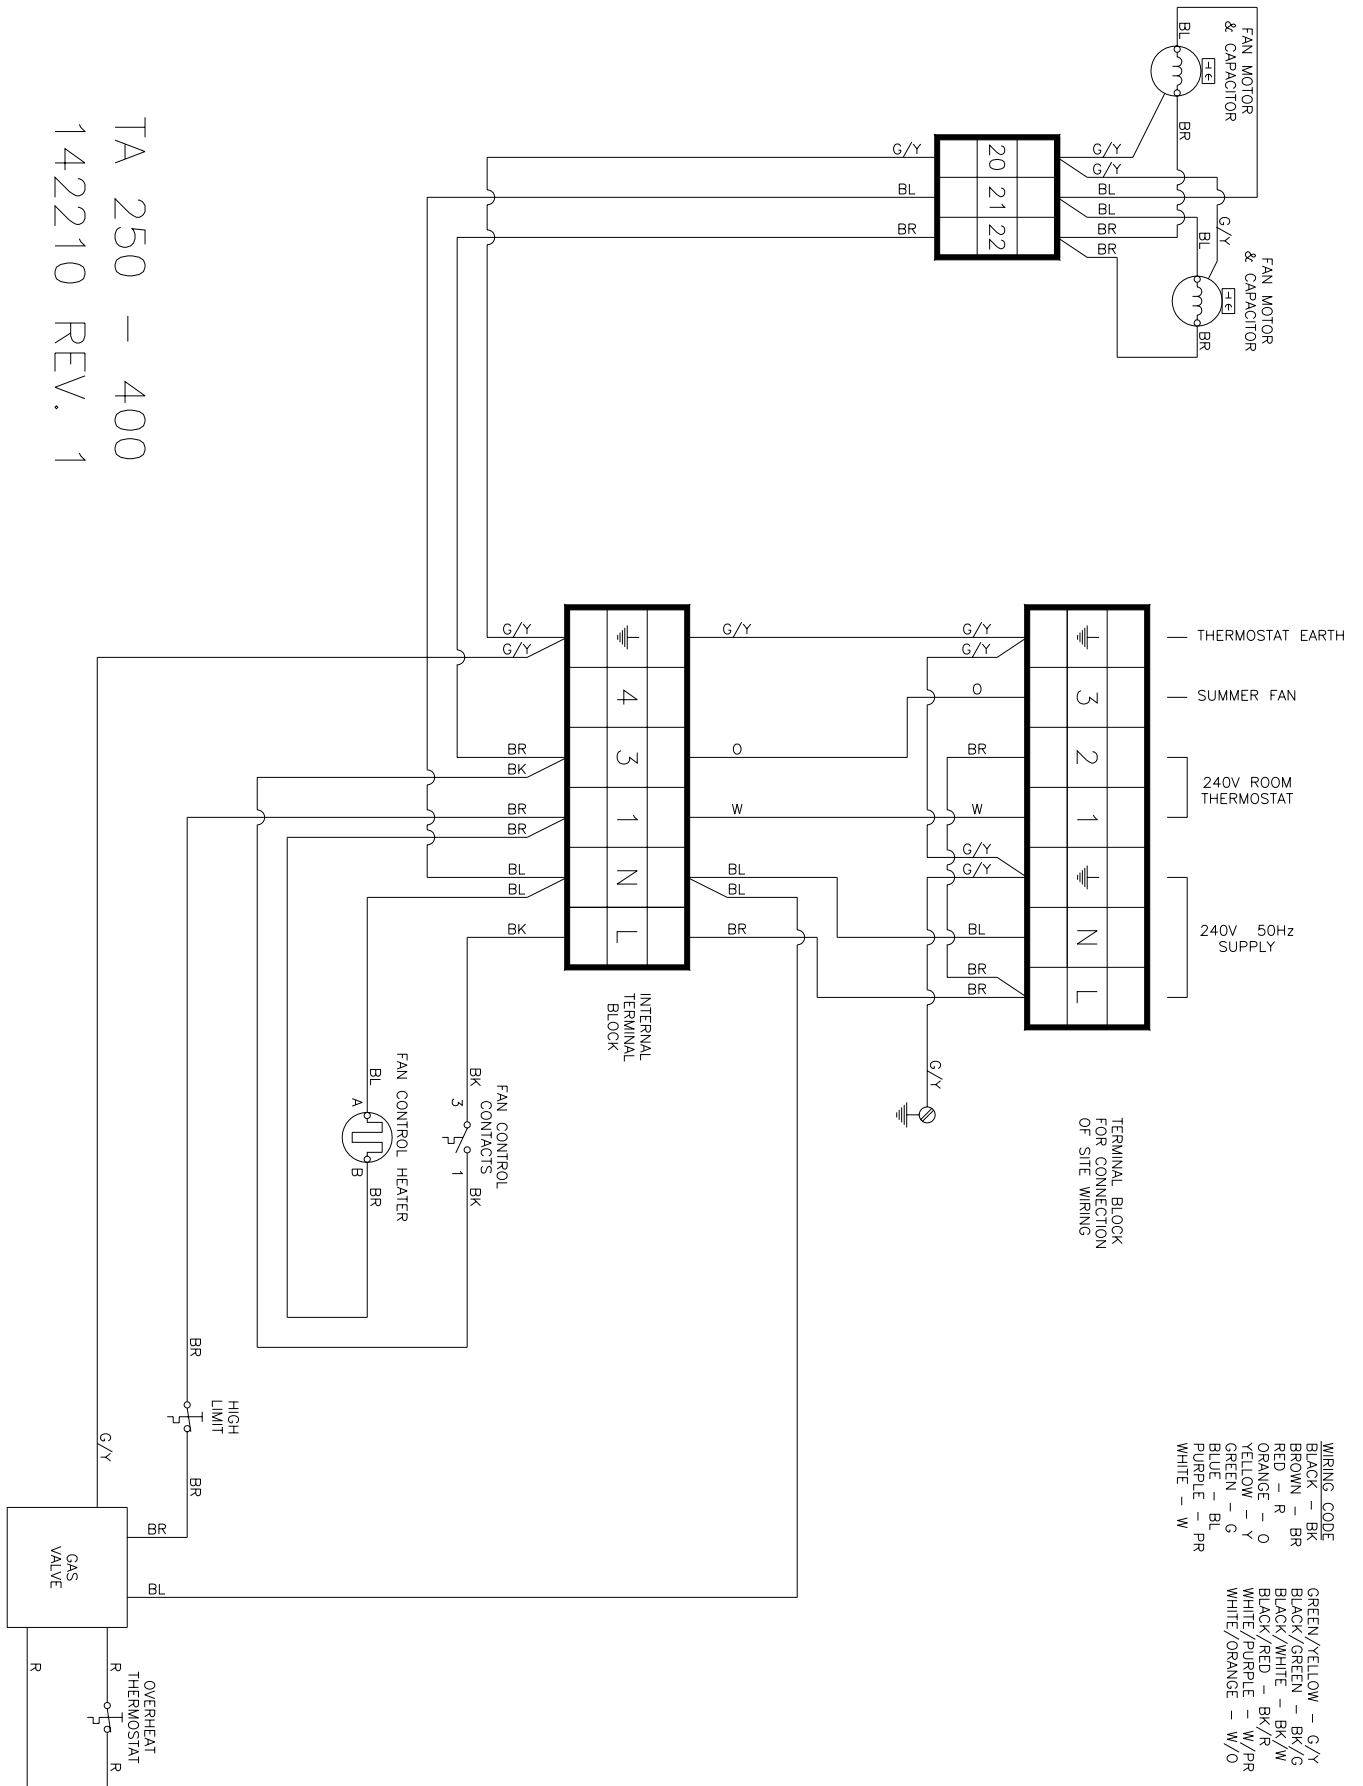 FAN MOTOR
& CAPACITOR
BL
BR
FAN MOTOR
& CAPACITOR
BL
BR
G/Y
G/Y
G/Y
BL
BL
BR
BR
20
21
22
G/Y
BL
BR
TA 250 - 400
142210 REV. 1
THERMOSTAT EARTH
SUMMER FAN
240V ROOM
THERMOSTAT
240V 50Hz
SUPPLY
3
2
1
N
L
TERMINAL BLOCK
FOR CONNECTION
OF SITE WIRING
G/Y
G/Y
O
BR
W
G/Y
G/Y
BL
BR
BR
G/Y
G/Y
O
W
BL
BL
BR
4
3
1
N
L
INTERNAL
TERMINAL
BLOCK
G/Y
G/Y
BR
BK
BR
BR
BL
BL
BK
FAN CONTROL
CONTACTS
BK
3
1
BK
FAN CONTROL HEATER
BL
A
B
BR
HIGH
LIMIT
BR
BR
G/Y
BR
BL
GAS
VALVE
R
R
R
OVERHEAT
THERMOSTAT
WIRING CODE
BLACK - BK
BROWN - BR
RED - R
ORANGE - O
YELLOW - Y
GREEN - G
BLUE - BL
PURPLE - PR
WHITE - W
GREEN/YELLOW - G/Y
BLACK/GREEN - BK/G
BLACK/WHITE - BK/W
BLACK/RED - BK/R
WHITE/PURPLE - W/PR
WHITE/ORANGE - W/O